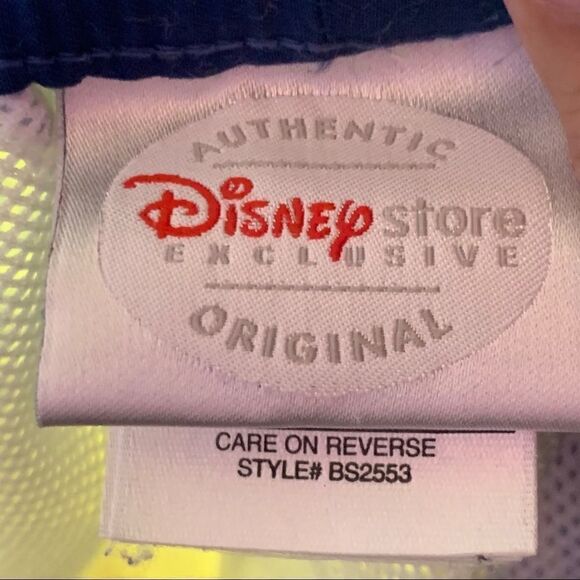 AUTHENTIC
Disney store
EXCLUSIVE
ORIGINAL
CARE ON REVERSE
STYLE# BS2553